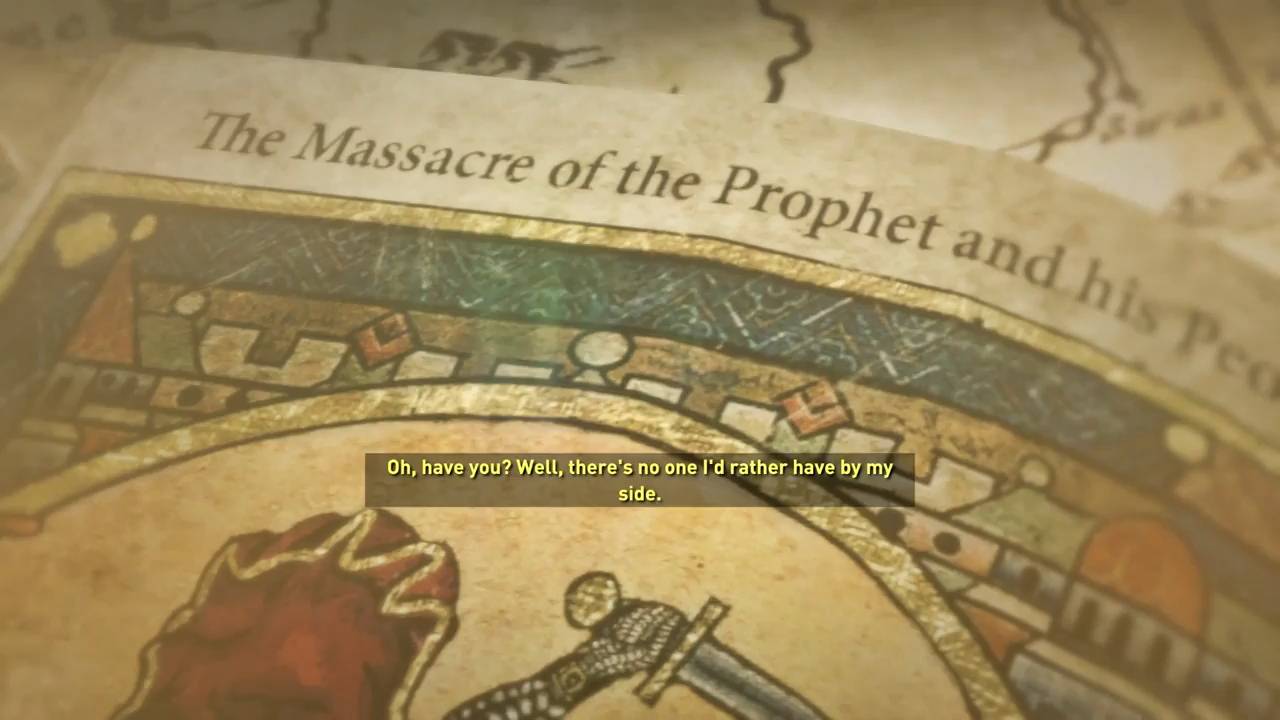 The Massacre of the Prophet and his Peo
Oh, have you? Well, there's no one I'd rather have by my
side.